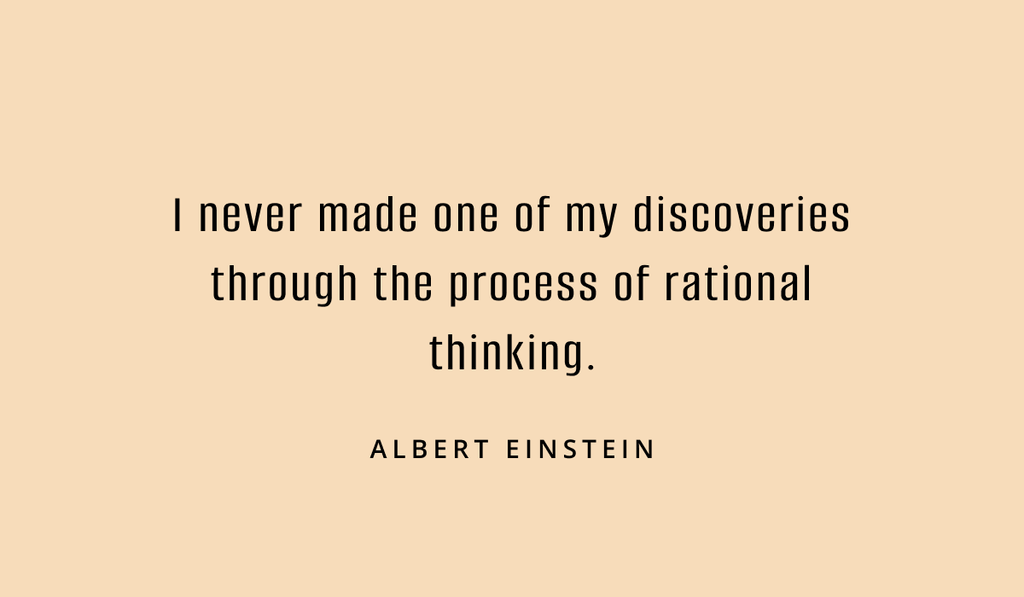 I never made one of my discoveries
through the process of rational
thinking.
ALBERT EINSTEIN